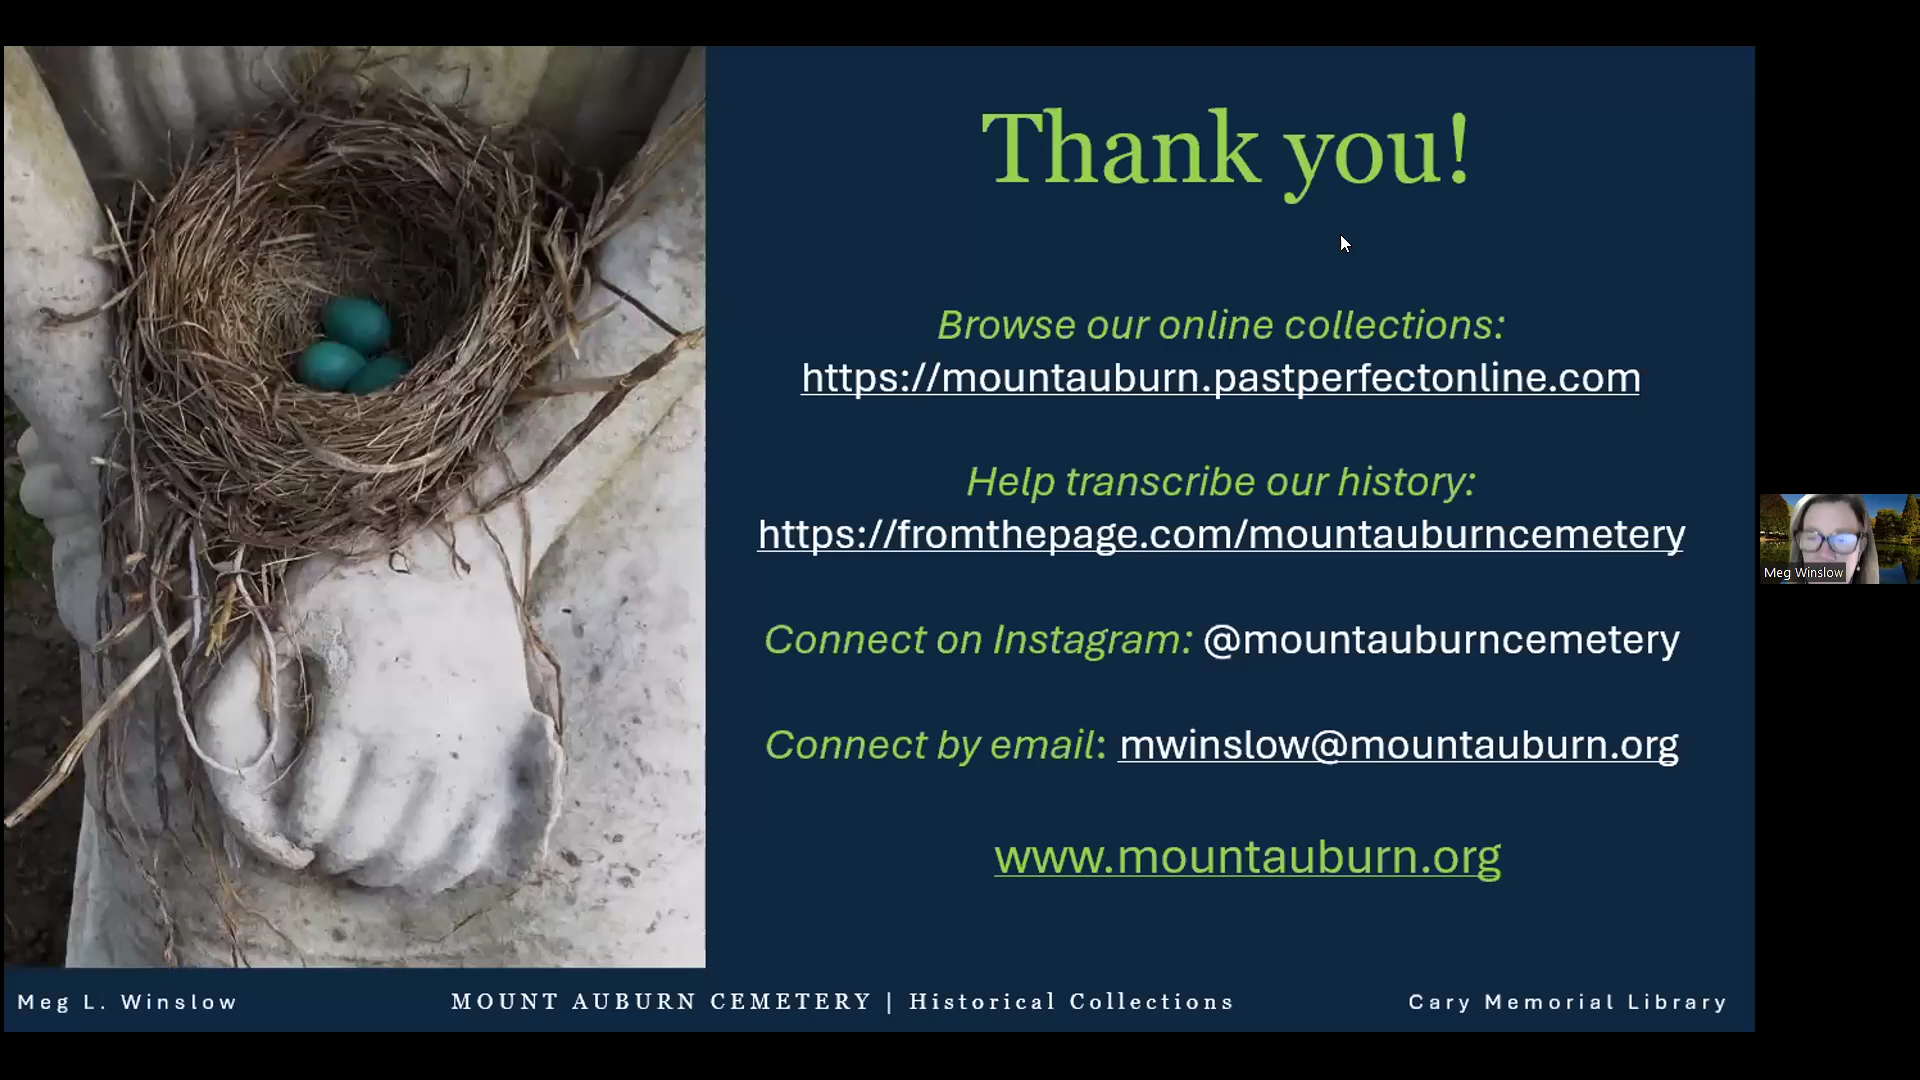 Thank you!
Browse our online collections:
https://mountauburn.pastperfectonline.com
Help transcribe our history:
https://fromthepage.com/mountauburncemetery
Connect on Instagram: @mountauburncemetery
Connect by email: mwinslow@mountauburn.org
www.mountauburn.org
Meg L. Winslow
MOUNT AUBURN CEMETERY | Historical Collections
Cary Memorial Library
Meg Winslow